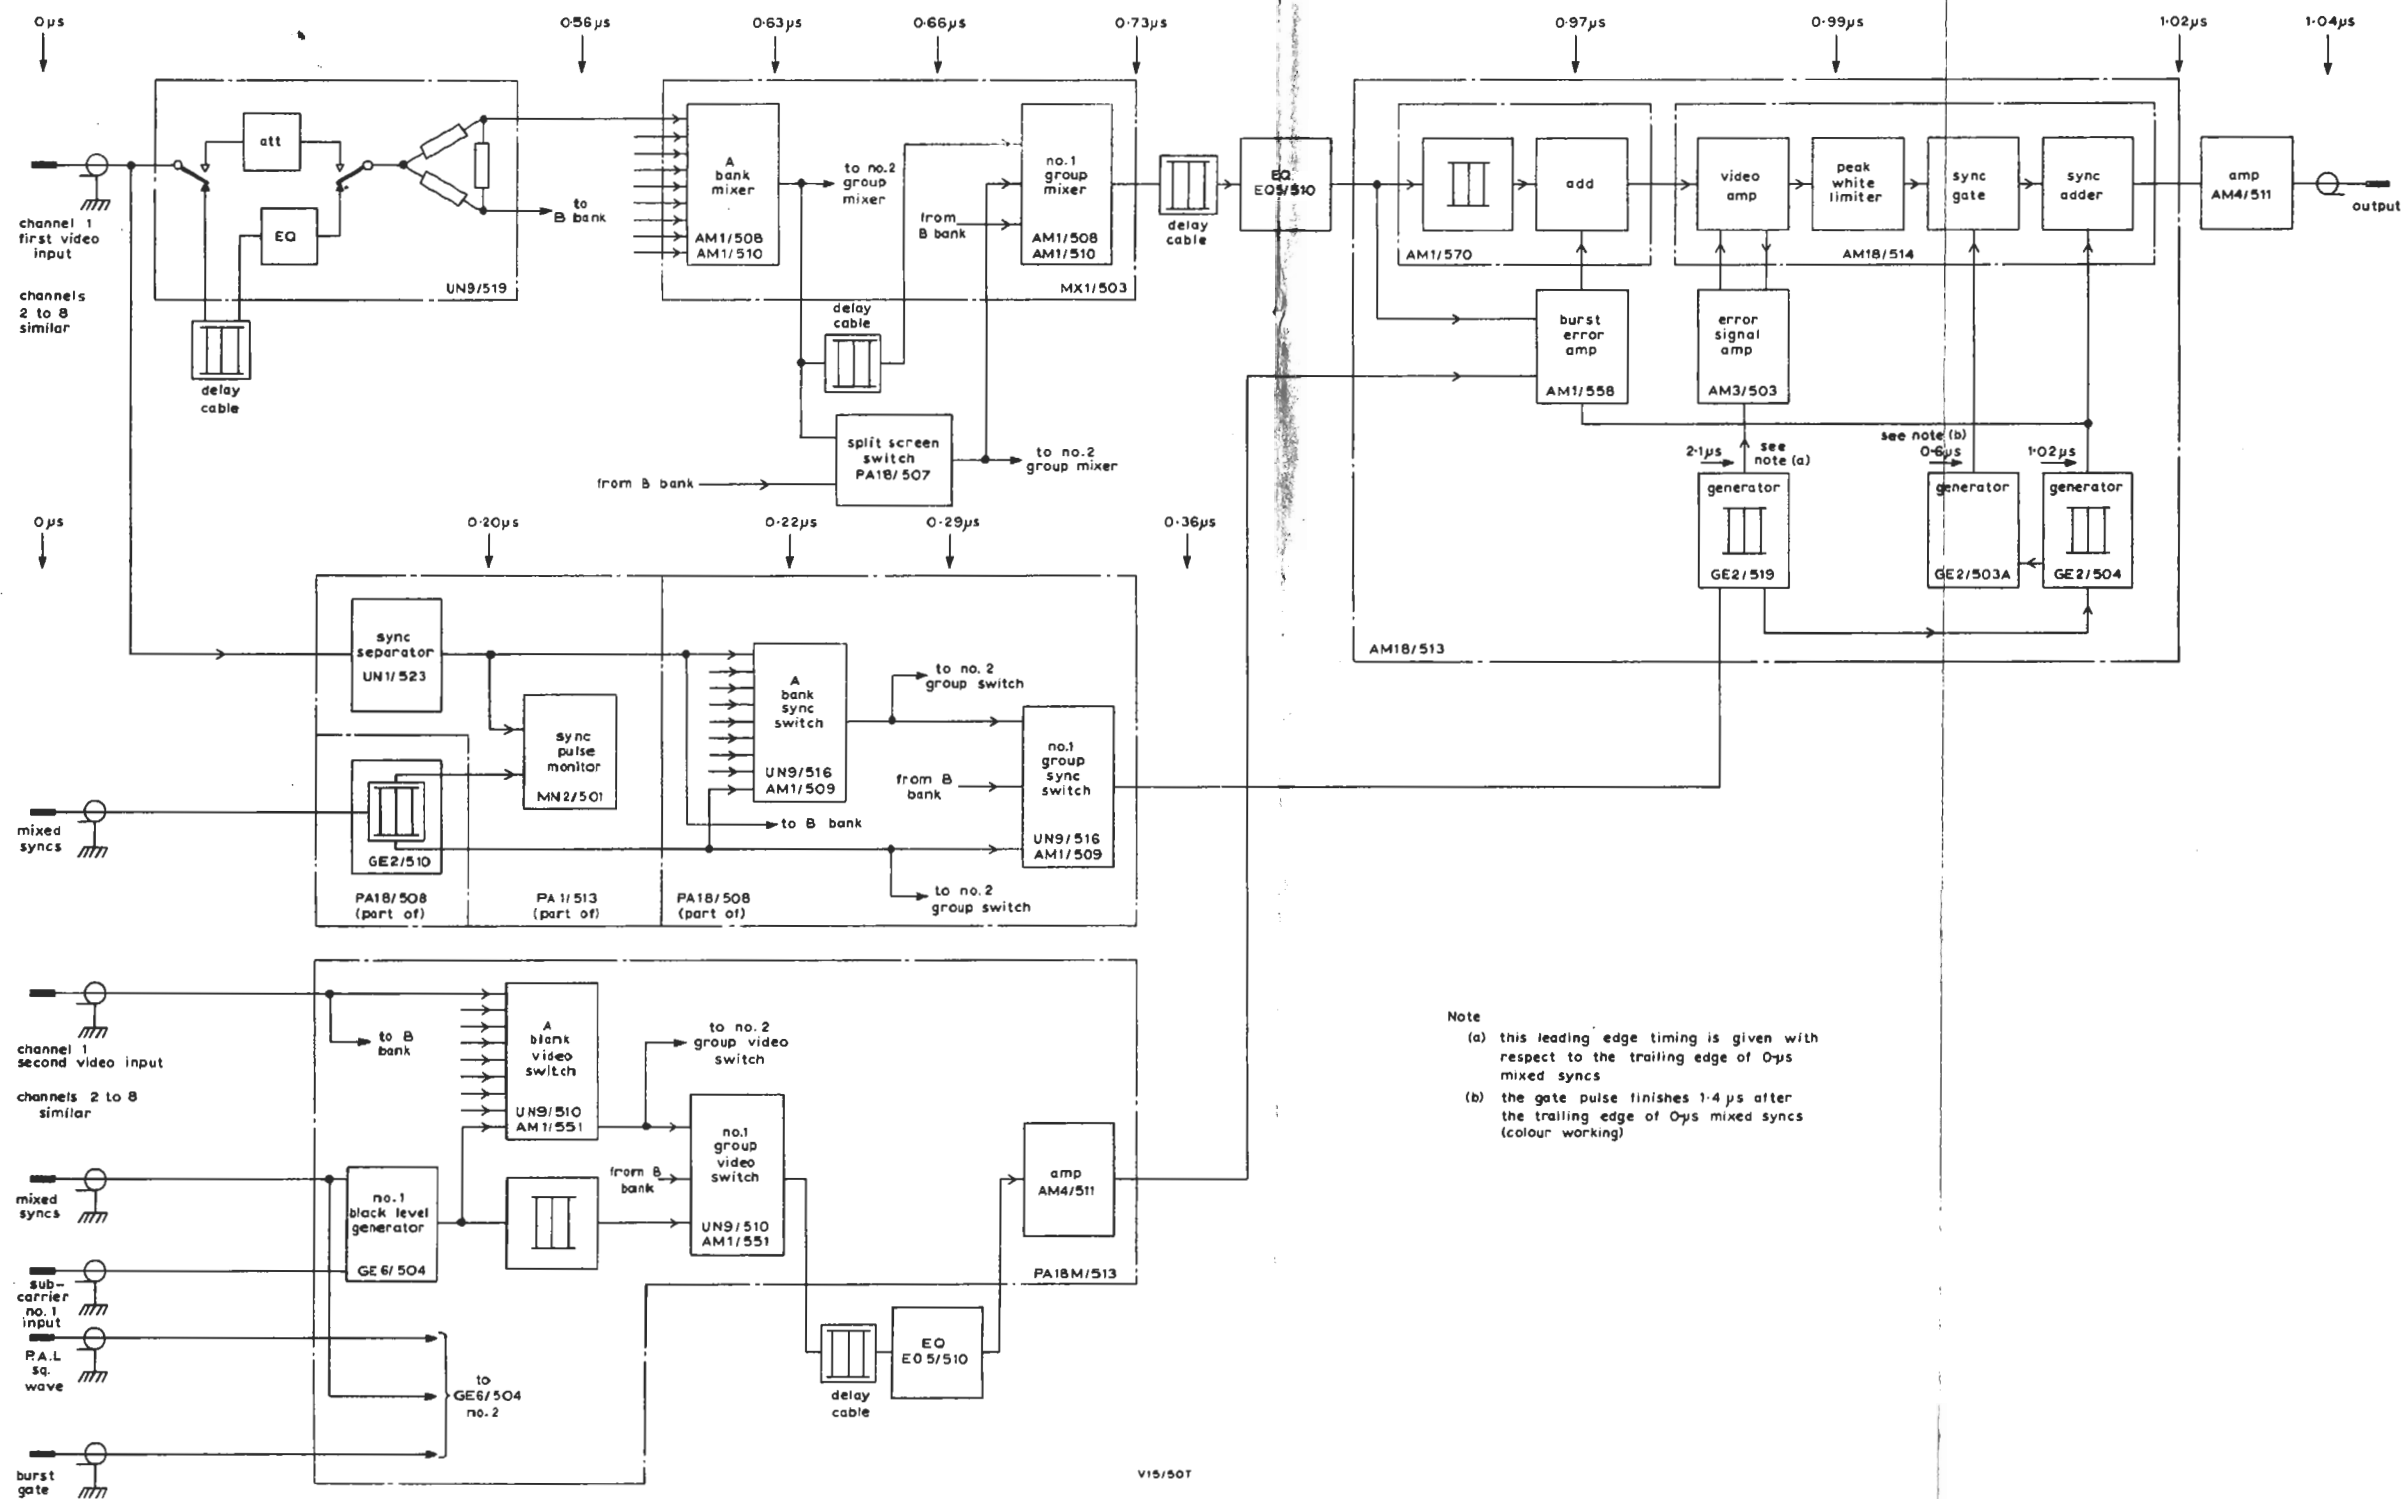 0µs
0·56µs
0·63µs
0·66µs
0·73µs
0·97µs
0·99µs
1·02µs
1·04µs
channel 1
first video
input
channels
2 to 8
similar
att
EQ
UN9/519
delay
cable
to
B bank
A
bank
mixer
AM1/508
AM1/510
to no.2
group
mixer
from
B bank
no.1
group
mixer
AM1/508
AM1/510
MX1/503
delay
cable
split screen
switch
PA18/507
from B bank
to no.2
group mixer
delay
cable
EQ
EQ5/510
add
AM1/570
burst
error
amp
AM1/558
video
amp
peak
white
limiter
sync
gate
sync
adder
AM18/514
error
signal
amp
AM3/503
amp
AM4/511
output
2·1µs
see
note (a)
see note (b)
0·6µs
1·02µs
generator
GE2/519
generator
GE2/503A
generator
GE2/504
AM18/513
0µs
0·20µs
0·22µs
0·29µs
0·36µs
sync
separator
UN1/523
sync
pulse
monitor
MN2/501
mixed
syncs
GE2/510
PA18/508
(part of)
PA1/513
(part of)
PA18/508
(part of)
A
bank
sync
switch
UN9/516
AM1/509
to B bank
to no. 2
group switch
from B
bank
to no. 2
group switch
no.1
group
sync
switch
UN9/516
AM1/509
channel 1
second video input
channels 2 to 8
similar
to B
bank
A
blank
video
switch
UN9/510
AM1/551
to no. 2
group video
switch
mixed
syncs
no.1
black level
generator
GE6/504
from B
bank
no.1
group
video
switch
UN9/510
AM1/551
amp
AM4/511
PA18M/513
sub-
carrier
no. 1
input
P.A.L
sq.
wave
burst
gate
to
GE6/504
no. 2
delay
cable
EQ
EQ5/510
Note
(a) this leading edge timing is given with
respect to the trailing edge of 0µs
mixed syncs
(b) the gate pulse finishes 1·4 µs after
the trailing edge of 0µs mixed syncs
(colour working)
V15/50T